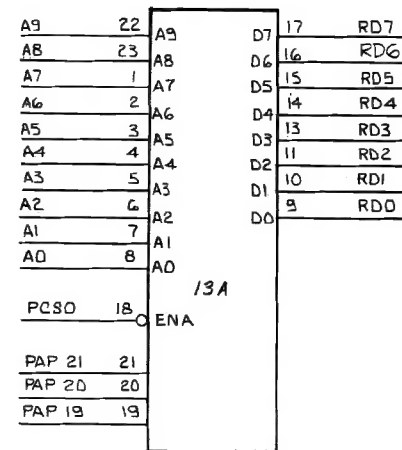 A9 22 A9 D7 17 RD7
A8 23 A8 D6 16 RD6
A7 1 A7 D5 15 RD5
A6 2 A6 D4 14 RD4
A5 3 A5 D3 13 RD3
A4 4 A4 D2 11 RD2
A3 5 A3 D1 10 RD1
A2 6 A2 D0 9 RD0
A1 7 A1
A0 8 A0
13A
PCS0 18 ENA
PAP 21 21
PAP 20 20
PAP 19 19